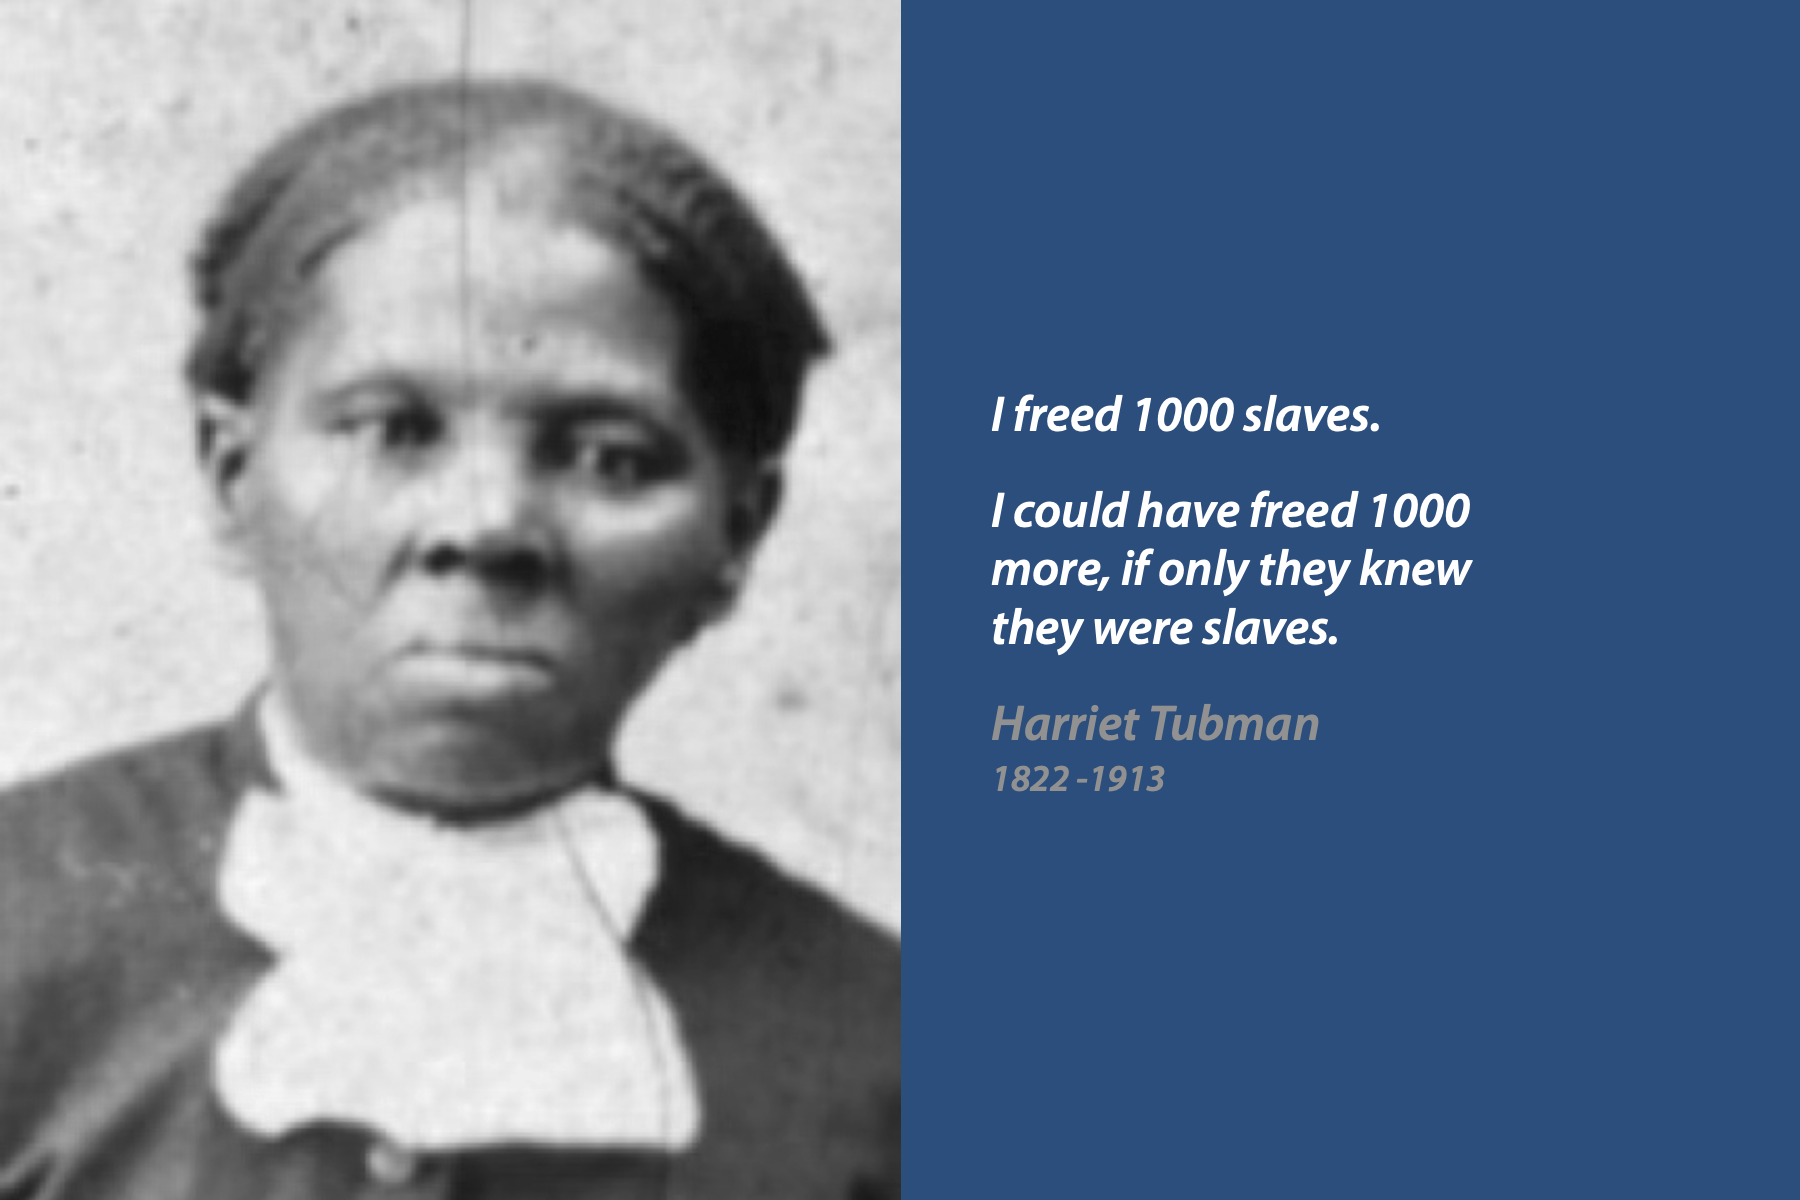 I freed 1000 slaves.
I could have freed 1000
more, if only they knew
they were slaves.
Harriet Tubman
1822 -1913